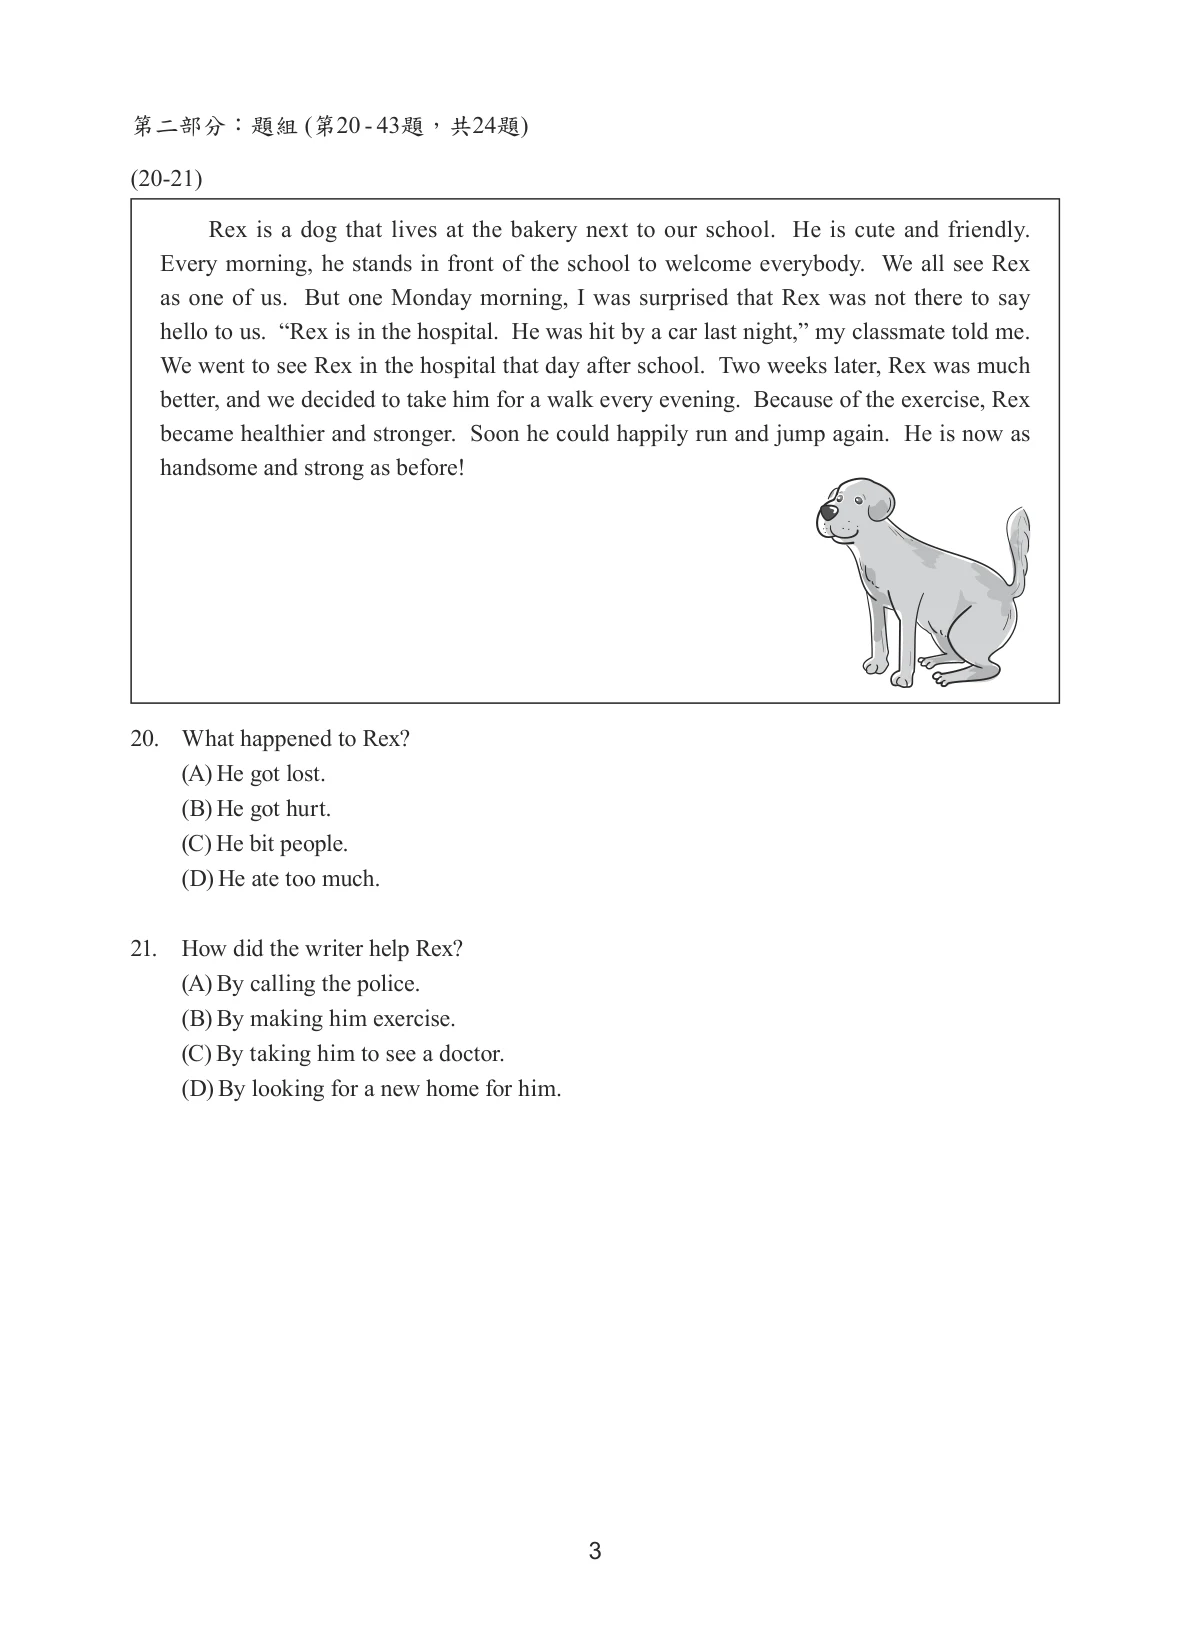 第二部分：題組 (第20 - 43題，共24題)
(20-21)
Rex is a dog that lives at the bakery next to our school. He is cute and friendly.
Every morning, he stands in front of the school to welcome everybody. We all see Rex
as one of us. But one Monday morning, I was surprised that Rex was not there to say
hello to us. “Rex is in the hospital. He was hit by a car last night,” my classmate told me.
We went to see Rex in the hospital that day after school. Two weeks later, Rex was much
better, and we decided to take him for a walk every evening. Because of the exercise, Rex
became healthier and stronger. Soon he could happily run and jump again. He is now as
handsome and strong as before!
20. What happened to Rex?
(A) He got lost.
(B) He got hurt.
(C) He bit people.
(D) He ate too much.
21. How did the writer help Rex?
(A) By calling the police.
(B) By making him exercise.
(C) By taking him to see a doctor.
(D) By looking for a new home for him.
3